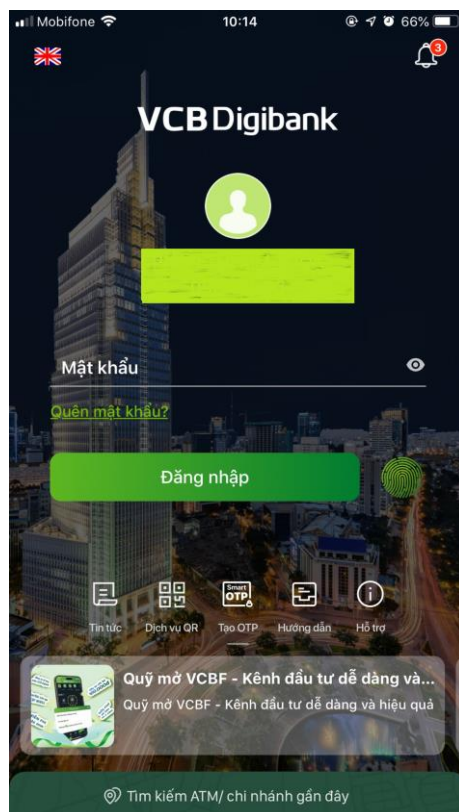 Mobifone 10:14 66%
3
VCB Digibank
Mật khẩu
Quên mật khẩu?
Đăng nhập
Smart
OTP
Tin tức Dịch vụ QR Tạo OTP Hướng dẫn Hỗ trợ
Quỹ mở VCBF - Kênh đầu tư dễ dàng và...
Quỹ mở VCBF - Kênh đầu tư dễ dàng và hiệu quả
Tìm kiếm ATM/ chi nhánh gần đây